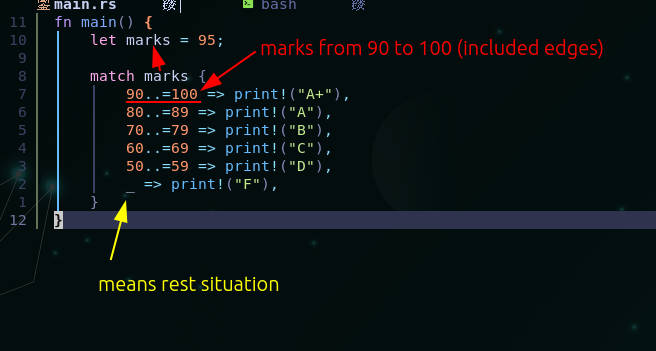 main.rs bash
11 fn main() {
10 let marks = 95;
marks from 90 to 100 (included edges)
9
8 match marks {
7 90..=100 => print!("A+"),
6 80..=89 => print!("A"),
5 70..=79 => print!("B"),
4 60..=69 => print!("C"),
3 50..=59 => print!("D"),
2 _ => print!("F"),
1 }
12 }
means rest situation